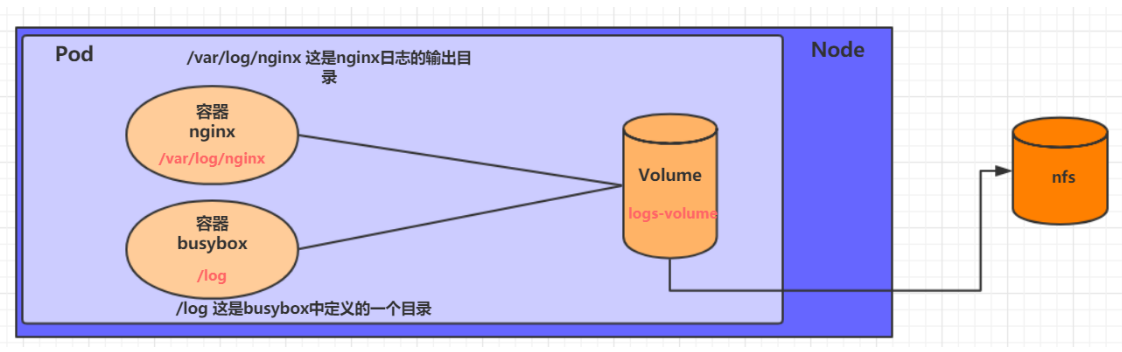 Pod
Node
/var/log/nginx 这是nginx日志的输出目
录
容器
nginx
/var/log/nginx
Volume
logs-volume
nfs
容器
busybox
/log
/log 这是busybox中定义的一个目录